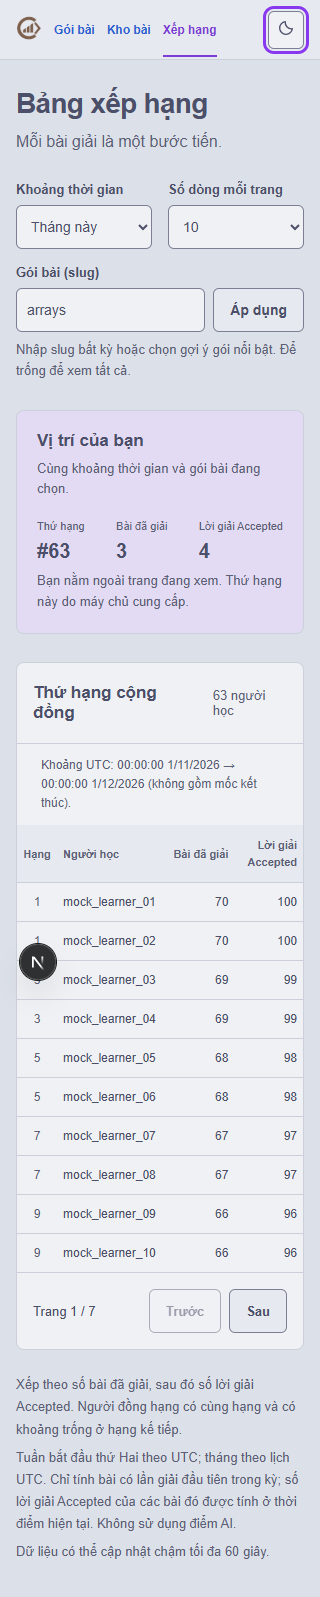 Gói bài Kho bài Xếp hạng
Bảng xếp hạng
Mỗi bài giải là một bước tiến.
Khoảng thời gian Số dòng mỗi trang
Tháng này 10
Gói bài (slug)
arrays Áp dụng
Nhập slug bất kỳ hoặc chọn gợi ý gói nổi bật. Để
trống để xem tất cả.
Vị trí của bạn
Cùng khoảng thời gian và gói bài đang
chọn.
Thứ hạng Bài đã giải Lời giải Accepted
#63 3 4
Bạn nằm ngoài trang đang xem. Thứ hạng
này do máy chủ cung cấp.
Thứ hạng cộng
đồng
63 người
học
Khoảng UTC: 00:00:00 1/11/2026 →
00:00:00 1/12/2026 (không gồm mốc kết
thúc).
Hạng Người học Bài đã giải Lời giải
Accepted
1 mock_learner_01 70 100
1 mock_learner_02 70 100
N
mock_learner_03 69 99
3 mock_learner_04 69 99
5 mock_learner_05 68 98
5 mock_learner_06 68 98
7 mock_learner_07 67 97
7 mock_learner_08 67 97
9 mock_learner_09 66 96
9 mock_learner_10 66 96
Trang 1 / 7 Trước Sau
Xếp theo số bài đã giải, sau đó số lời giải
Accepted. Người đồng hạng có cùng hạng và có
khoảng trống ở hạng kế tiếp.
Tuần bắt đầu thứ Hai theo UTC; tháng theo lịch
UTC. Chỉ tính bài có lần giải đầu tiên trong kỳ; số
lời giải Accepted của các bài đó được tính ở thời
điểm hiện tại. Không sử dụng điểm AI.
Dữ liệu có thể cập nhật chậm tối đa 60 giây.